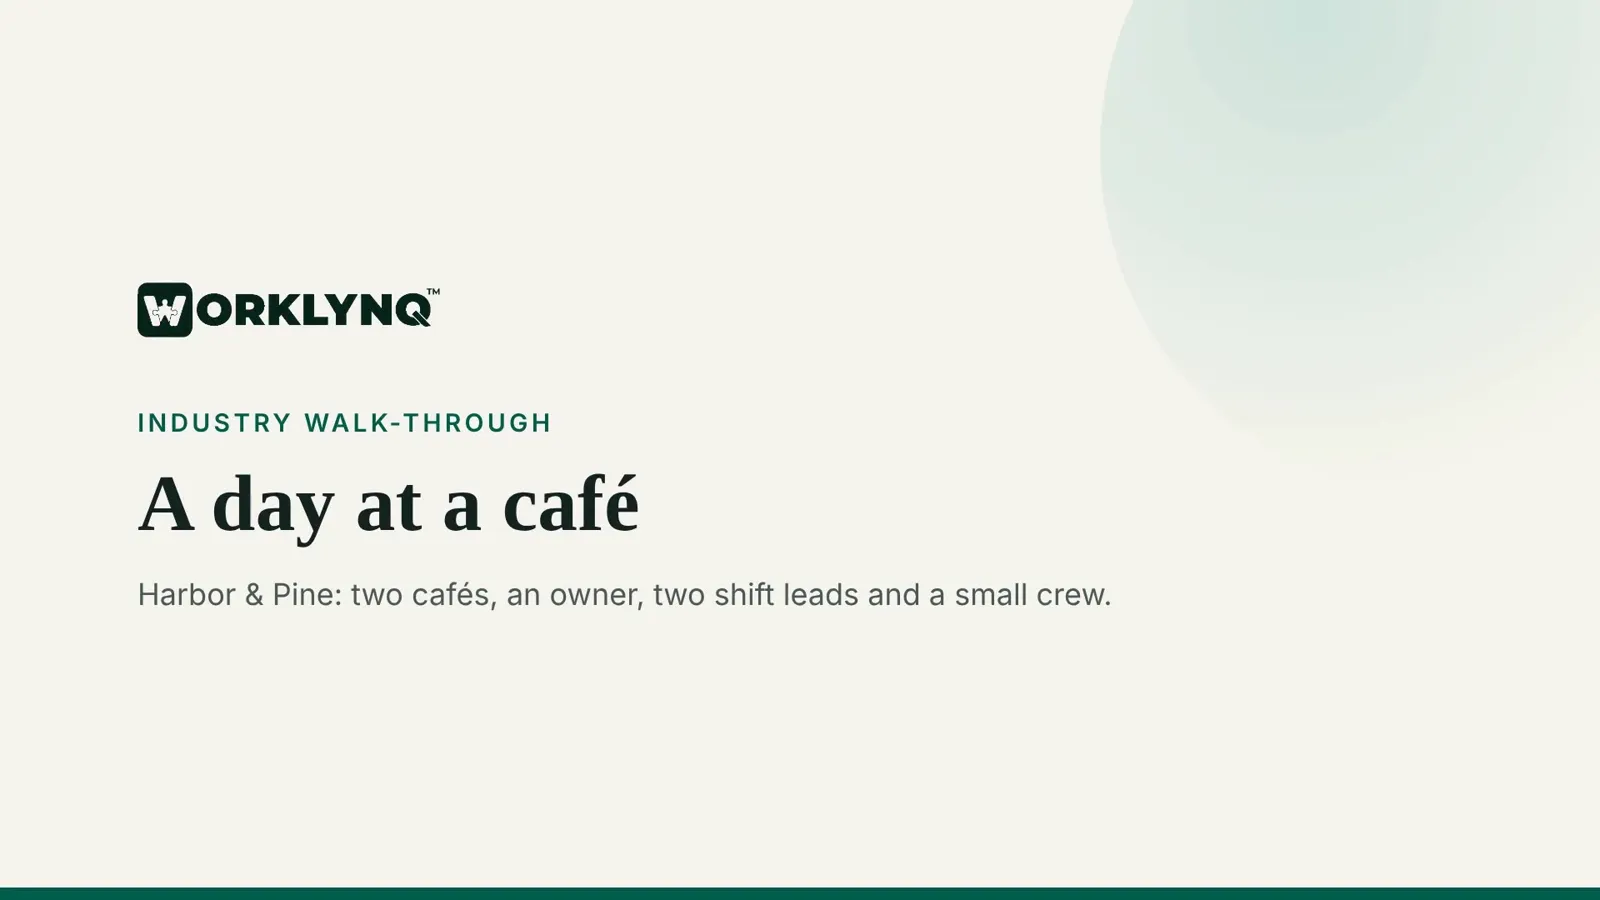 WORKLYNQ™
INDUSTRY WALK-THROUGH
A day at a café
Harbor & Pine: two cafés, an owner, two shift leads and a small crew.